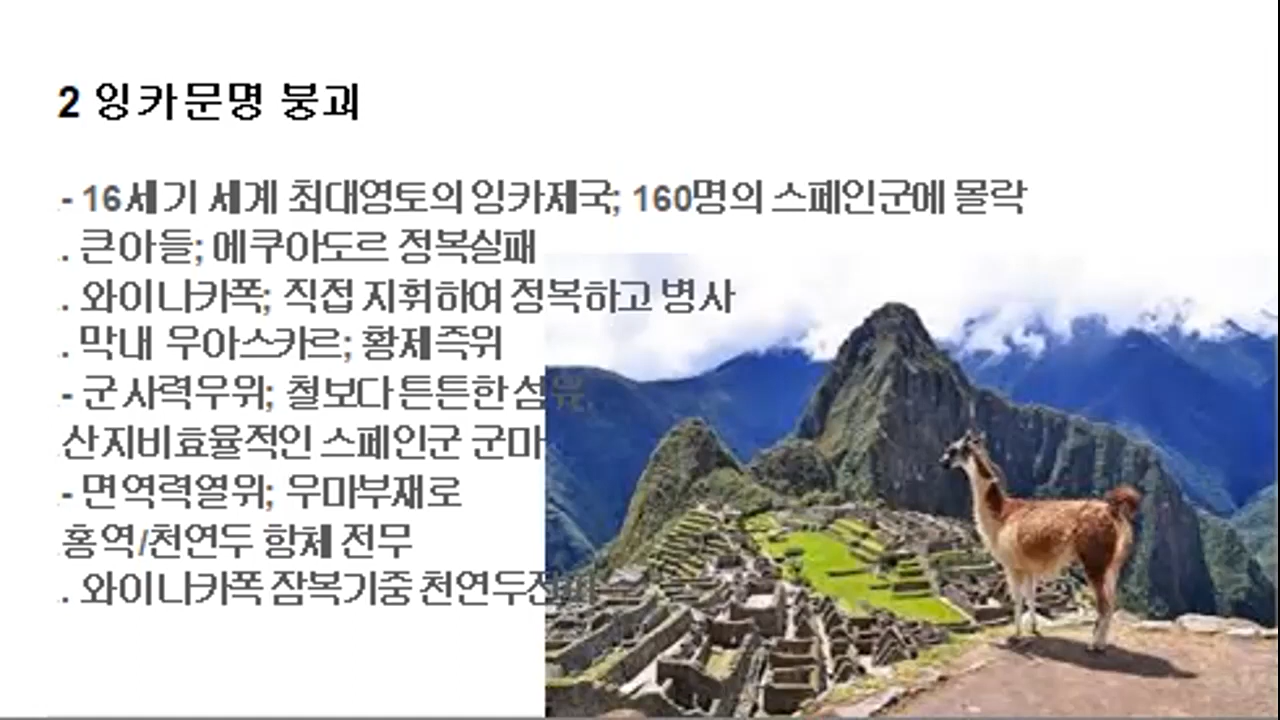 2 잉카문명 붕괴
- 16세기 세계 최대영토의 잉카제국; 160명의 스페인군에 몰락
. 큰아들; 에쿠아도르 정복실패
. 와이나카폭; 직접 지휘하여 정복하고 병사
. 막내 우아스카르; 황제즉위
- 군사력우위; 철보다 튼튼한 섬유,
산지비효율적인 스페인군 군마
- 면역력열위; 우마부재로
홍역/천연두 항체 전무
. 와이나카폭 잠복기중